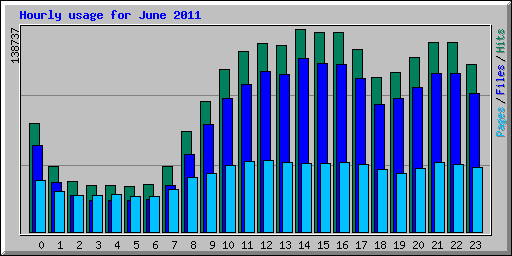 Hourly usage for June 2011
138737
Pages / Files / Hits
0 1 2 3 4 5 6 7 8 9 10 11 12 13 14 15 16 17 18 19 20 21 22 23